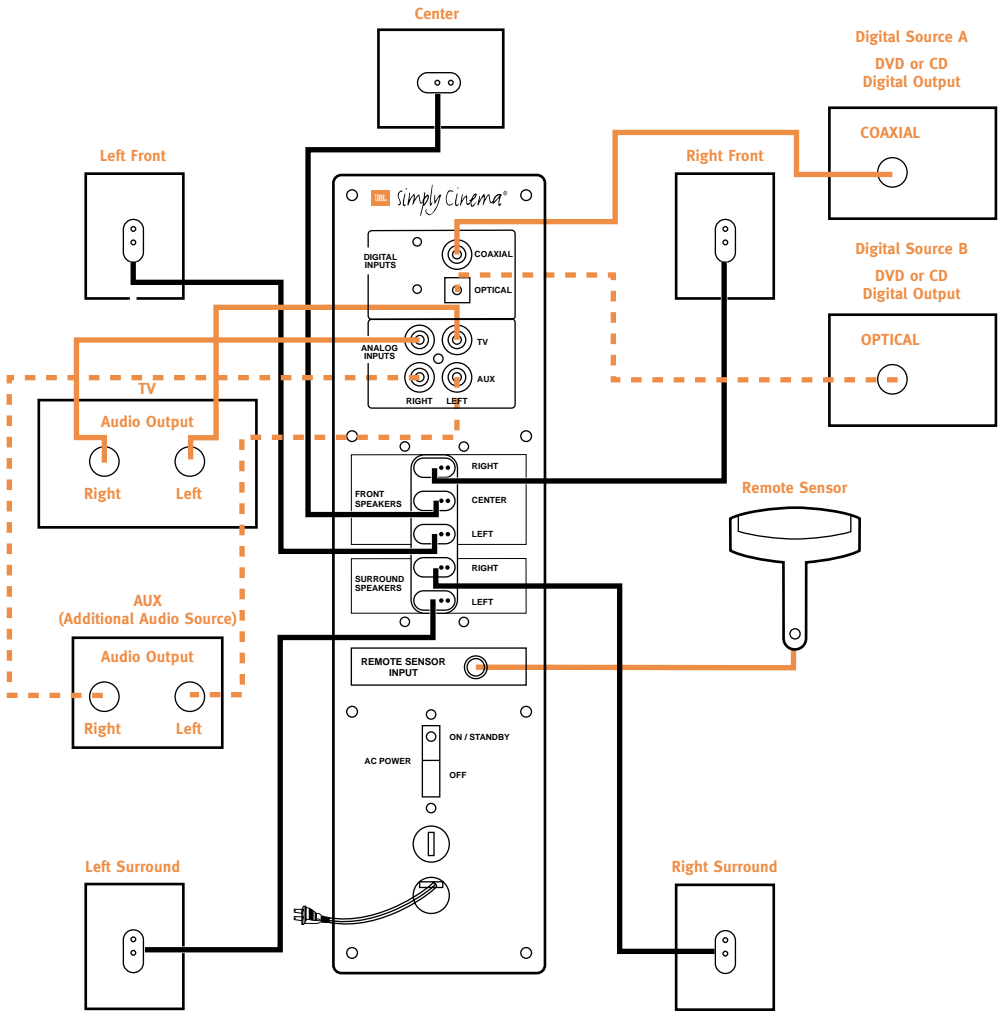 Center
Digital Source A
DVD or CD
Digital Output
COAXIAL
Left Front
Right Front
JBL Simply Cinema®
DIGITAL
INPUTS
COAXIAL
OPTICAL
Digital Source B
DVD or CD
Digital Output
OPTICAL
ANALOG
INPUTS
TV
AUX
RIGHT LEFT
TV
Audio Output
Right Left
FRONT
SPEAKERS
RIGHT
CENTER
LEFT
SURROUND
SPEAKERS
RIGHT
LEFT
Remote Sensor
AUX
(Additional Audio Source)
Audio Output
Right Left
REMOTE SENSOR
INPUT
AC POWER
ON / STANDBY
OFF
Left Surround
Right Surround